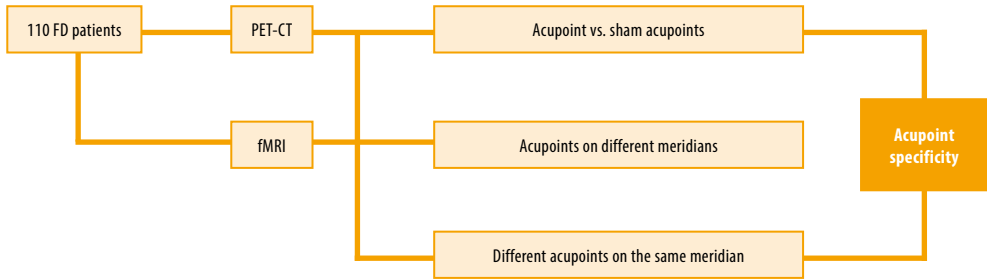 110 FD patients
PET-CT
Acupoint vs. sham acupoints
fMRI
Acupoints on different meridians
Acupoint
specificity
Different acupoints on the same meridian